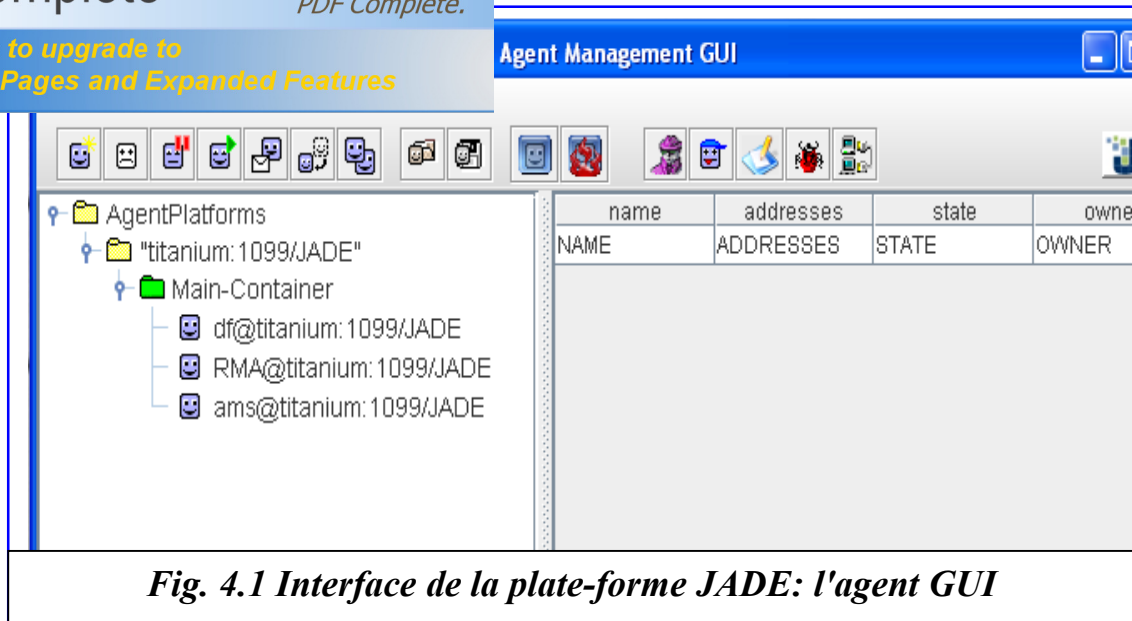 PDF Complete.
to upgrade to
Pages and Expanded Features
Agent Management GUI
AgentPlatforms
"titanium:1099/JADE"
Main-Container
df@titanium:1099/JADE
RMA@titanium:1099/JADE
ams@titanium:1099/JADE
name addresses state owne
NAME ADDRESSES STATE OWNER
Fig. 4.1 Interface de la plate-forme JADE: l'agent GUI